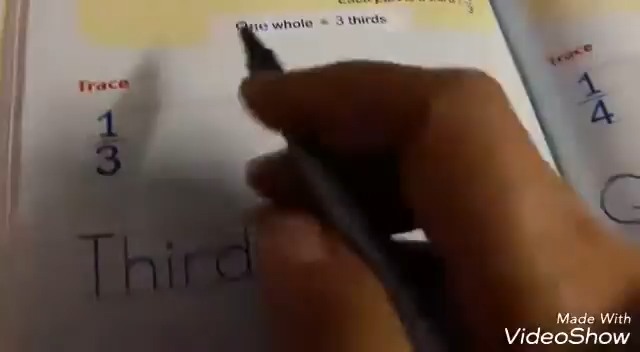 One whole = 3 thirds
Trace
1
3
Third
Trace
1
4
G
Made With
VideoShow